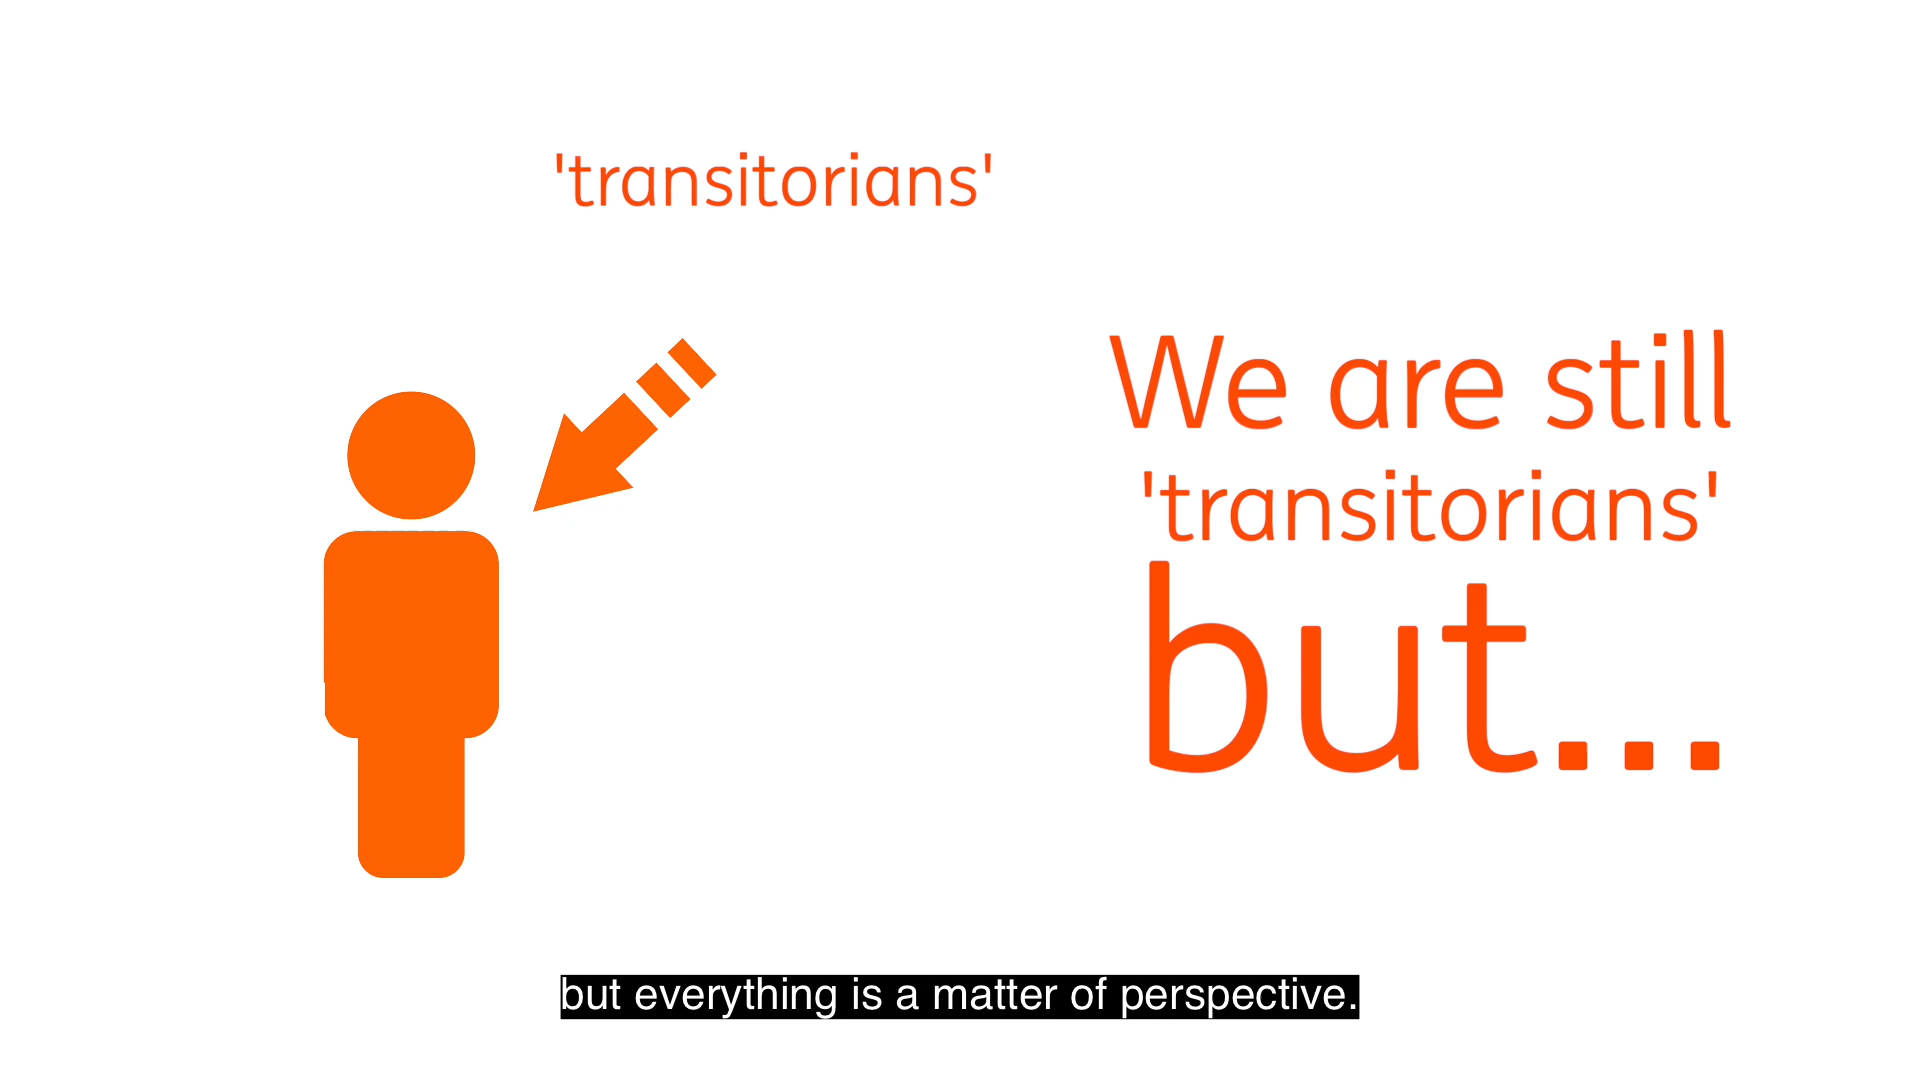 'transitorians'
We are still
'transitorians'
but...
but everything is a matter of perspective.